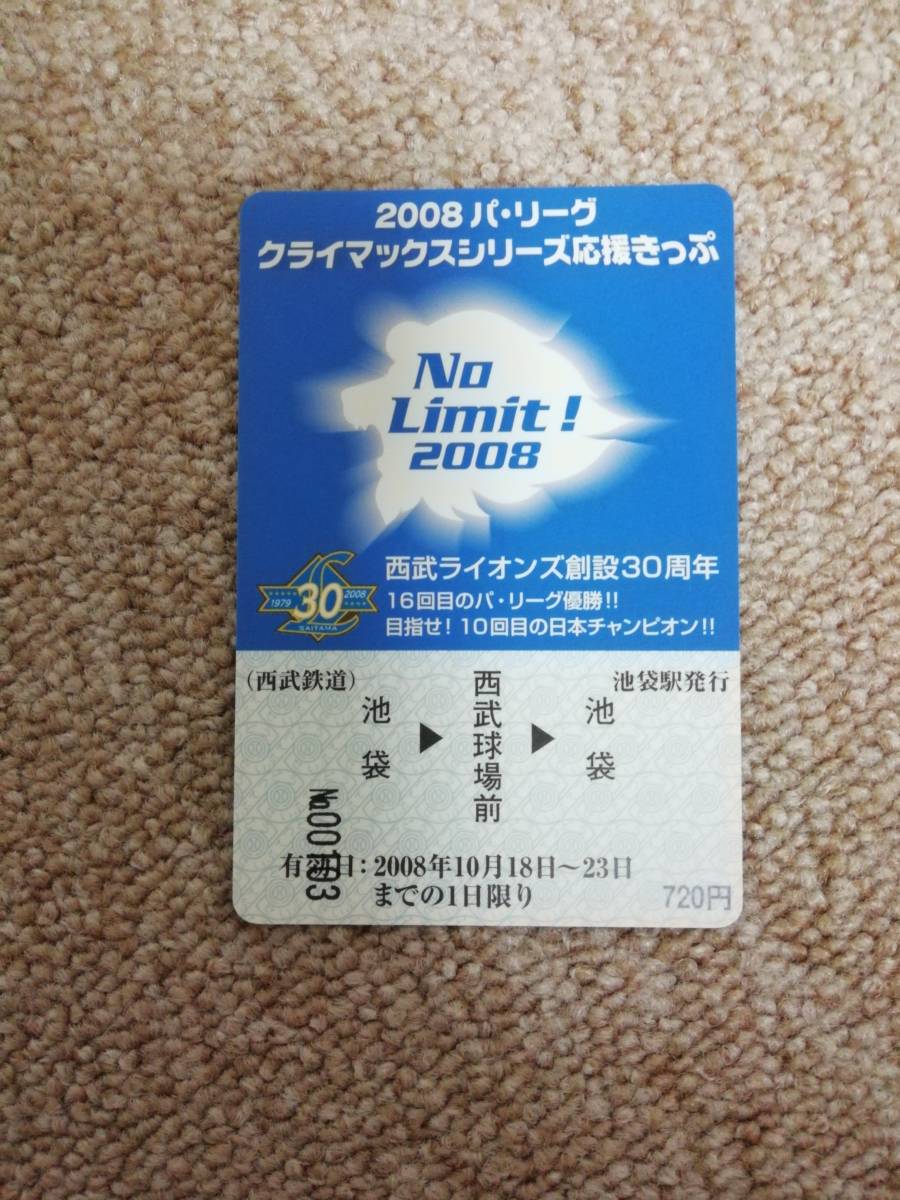 2008 パ・リーグ
クライマックスシリーズ応援きっぷ
No
Limit!
2008
1979 30 2008
SAITAMA
西武ライオンズ創設30周年
16回目のパ・リーグ優勝!!
目指せ! 10回目の日本チャンピオン!!
(西武鉄道)
池袋駅発行
池袋▶西武球場前▶池袋
有効日:2008年10月18日〜23日
までの1日限り
720円